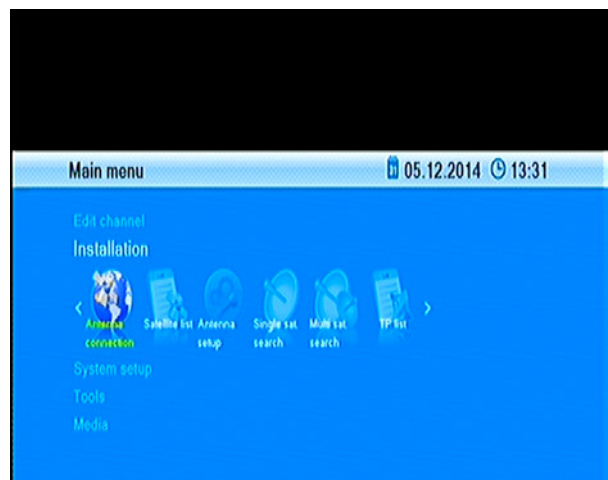 Main menu 31 05.12.2014 13:31
Edit channel
Installation
Antenna connection
Satellite list
Antenna setup
Single sat. search
Multi sat. search
TP list
System setup
Tools
Media